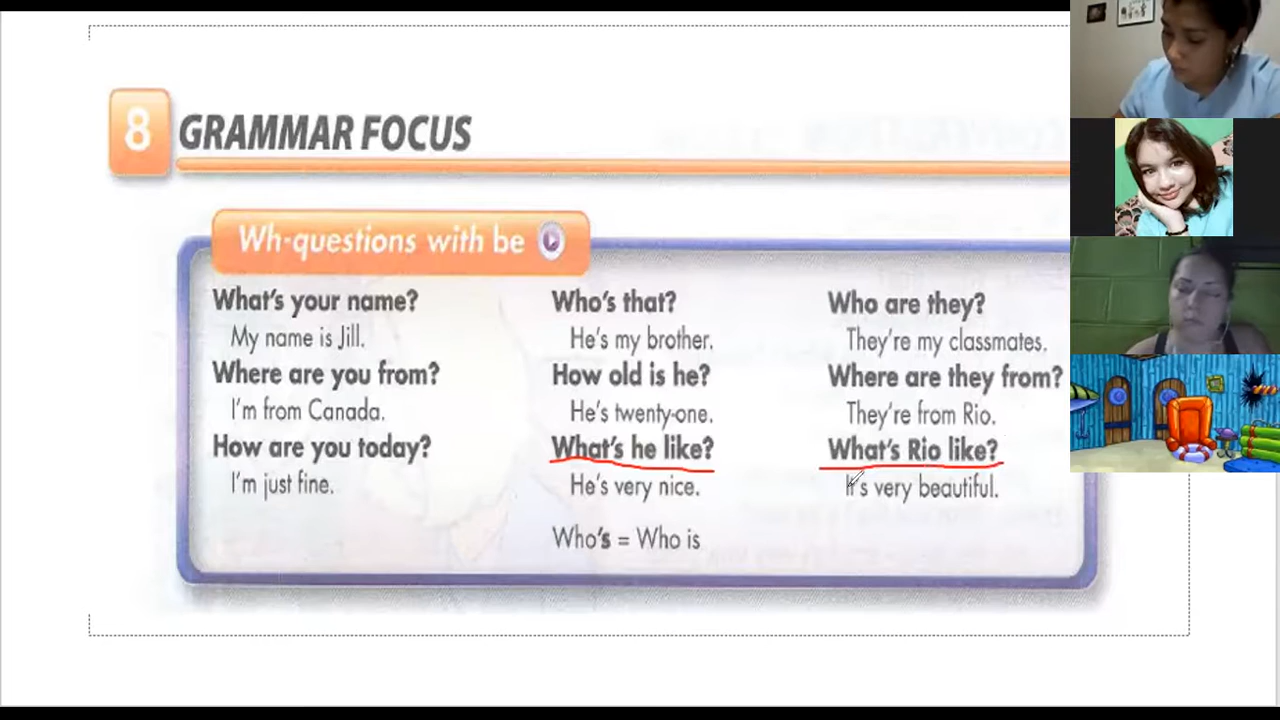 8 GRAMMAR FOCUS
Wh-questions with be
What's your name?
My name is Jill.
Where are you from?
I'm from Canada.
How are you today?
I'm just fine.
Who's that?
He's my brother.
How old is he?
He's twenty-one.
What's he like?
He's very nice.
Who's = Who is
Who are they?
They're my classmates.
Where are they from?
They're from Rio.
What's Rio like?
It's very beautiful.